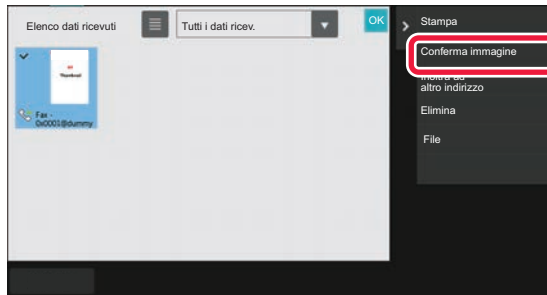 Elenco dati ricevuti
Tutti i dati ricev.
OK
Fax -
0x0001@dummy
Stampa
Conferma immagine
Inoltra ad
altro indirizzo
Elimina
File